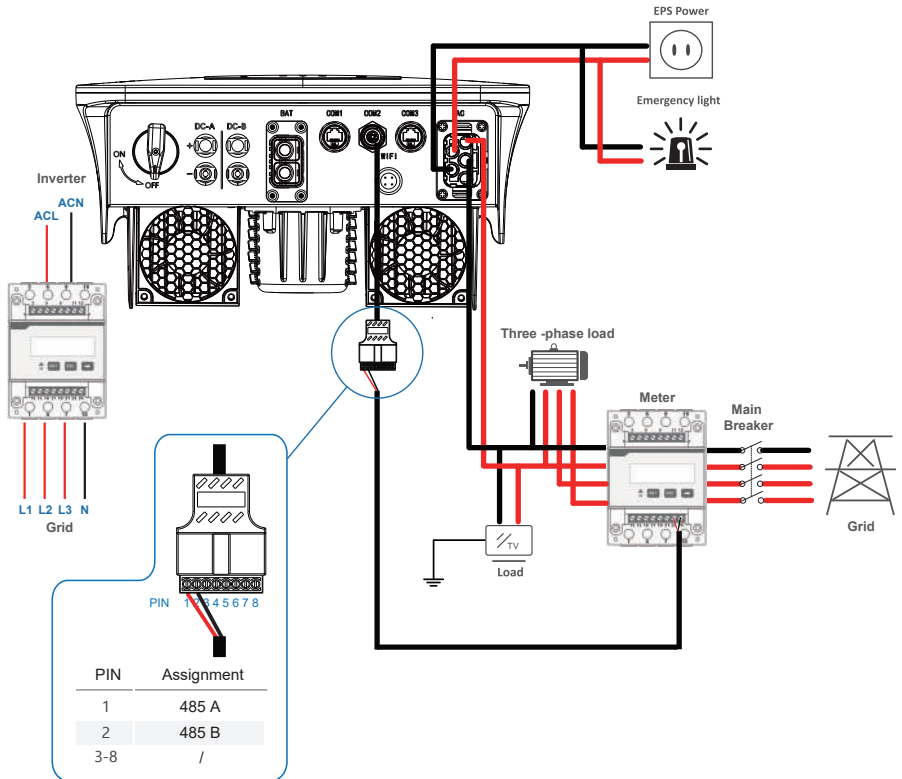 EPS Power
Emergency light
DC-A
DC-B
BAT
COM1
COM2
COM3
AC
WIFI
ON
OFF
+
-
Inverter
ACL
ACN
L1 L2 L3 N
Grid
Three -phase load
Meter
Main
Breaker
Grid
TV
Load
PIN 1 2 3 4 5 6 7 8
PIN Assignment
1 485 A
2 485 B
3-8 /